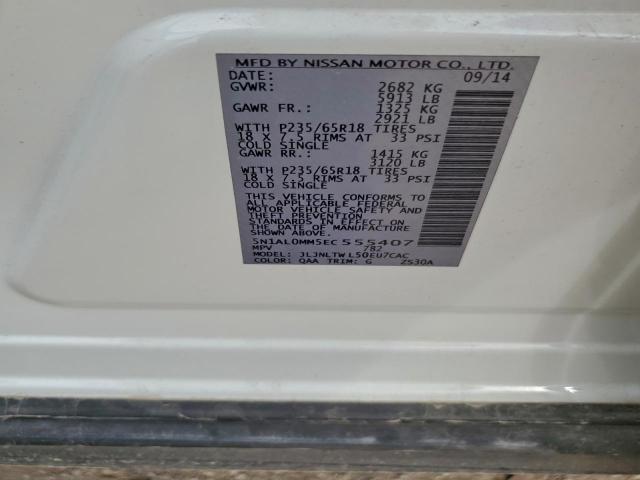 MFD BY NISSAN MOTOR CO., LTD.
DATE: 09/14
GVWR: 2682 KG
5913 LB
GAWR FR.: 1325 KG
2921 LB
WITH P235/65R18 TIRES
18 X 7.5 RIMS AT 33 PSI
COLD SINGLE
GAWR RR.: 1415 KG
3120 LB
WITH P235/65R18 TIRES
18 X 7.5 RIMS AT 33 PSI
COLD SINGLE
THIS VEHICLE CONFORMS TO
ALL APPLICABLE FEDERAL
MOTOR VEHICLE SAFETY AND
THEFT PREVENTION
STANDARDS IN EFFECT ON
THE DATE OF MANUFACTURE
SHOWN ABOVE.
5N1AL0MM5EC555407
MPV 782
MODEL: JLJNLTWL50EU7CAC
COLOR: QAA TRIM: G ZS30A